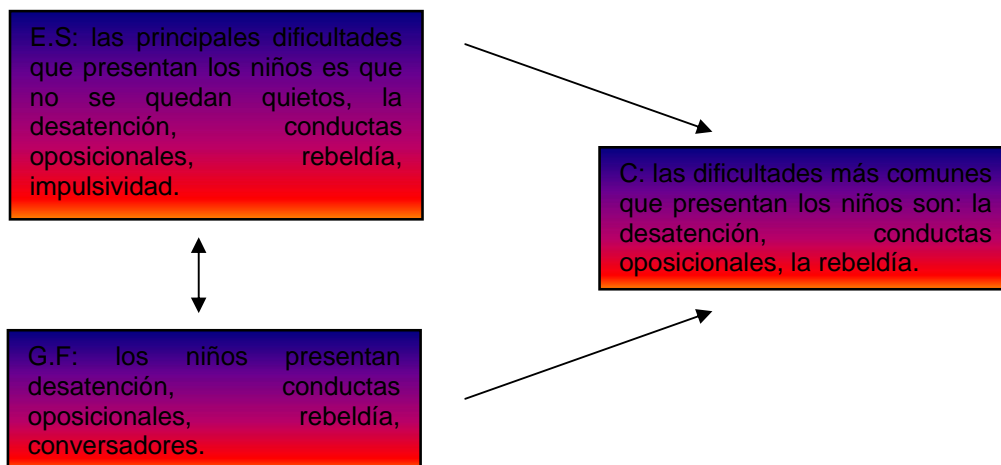 E.S: las principales dificultades
que presentan los niños es que
no se quedan quietos, la
desatención, conductas
oposicionales, rebeldía,
impulsividad.
C: las dificultades más comunes
que presentan los niños son: la
desatención, conductas
oposicionales, la rebeldía.
G.F: los niños presentan
desatención, conductas
oposicionales, rebeldía,
conversadores.